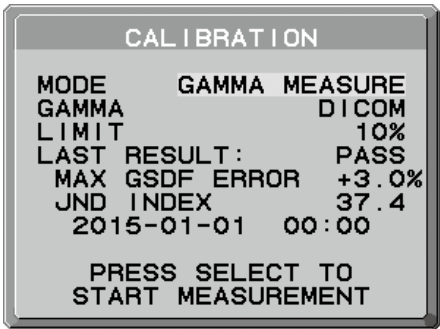 CALIBRATION
MODE GAMMA MEASURE
GAMMA DICOM
LIMIT 10%
LAST RESULT: PASS
MAX GSDF ERROR +3.0%
JND INDEX 37.4
2015-01-01 00:00
PRESS SELECT TO
START MEASUREMENT